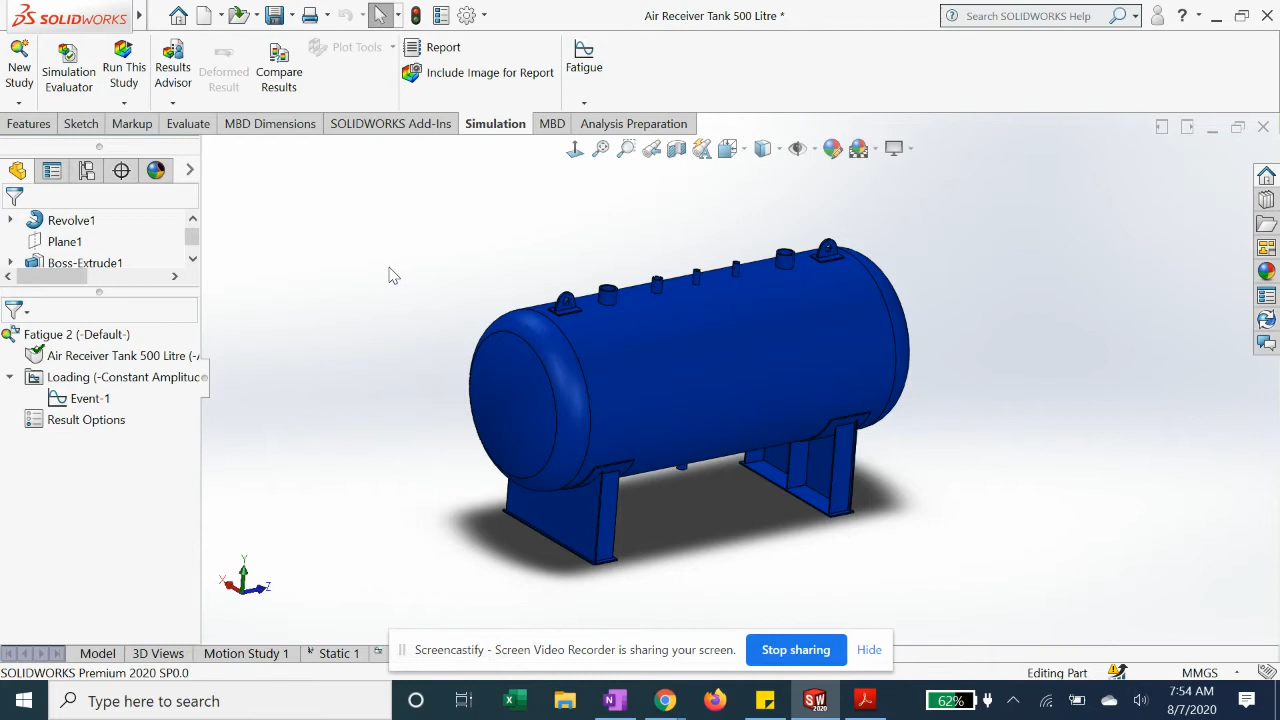 SOLIDWORKS
Air Receiver Tank 500 Litre *
Search SOLIDWORKS Help
New Study
Simulation Evaluator
Run This Study
Results Advisor
Deformed Result
Compare Results
Plot Tools
Report
Include Image for Report
Fatigue
Features
Sketch
Markup
Evaluate
MBD Dimensions
SOLIDWORKS Add-Ins
Simulation
MBD
Analysis Preparation
Revolve1
Plane1
Boss-Extrude1
Fatigue 2 (-Default-)
Air Receiver Tank 500 Litre (-
Loading (-Constant Amplituc
Event-1
Result Options
Y
X
Z
Model
3D Views
Motion Study 1
Static 1
Screencastify - Screen Video Recorder is sharing your screen.
Stop sharing
Hide
SOLIDWORKS Premium 2020 SP0.0
Editing Part
MMGS
Type here to search
62%
7:54 AM
8/7/2020